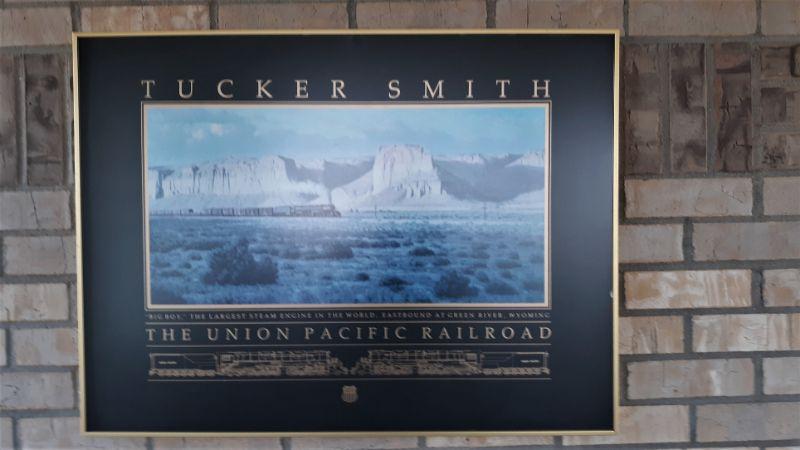 TUCKER SMITH
"BIG BOY," THE LARGEST STEAM ENGINE IN THE WORLD, EASTBOUND AT GREEN RIVER, WYOMING
THE UNION PACIFIC RAILROAD